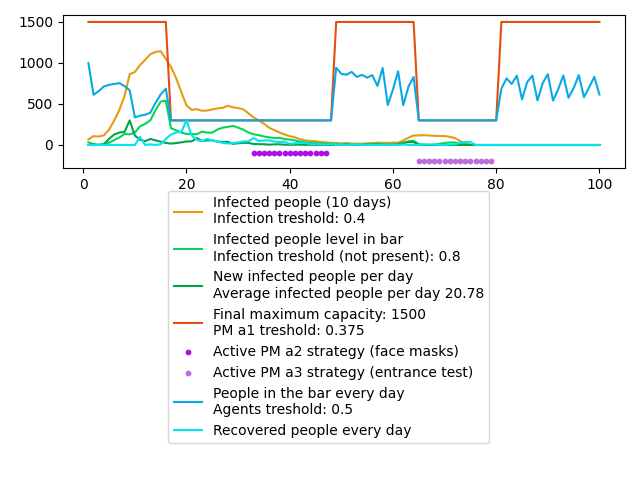 1500
1000
500
0
0 20 40 60 80 100
Infected people (10 days)
Infection treshold: 0.4
Infected people level in bar
Infection treshold (not present): 0.8
New infected people per day
Average infected people per day 20.78
Final maximum capacity: 1500
PM a1 treshold: 0.375
Active PM a2 strategy (face masks)
Active PM a3 strategy (entrance test)
People in the bar every day
Agents treshold: 0.5
Recovered people every day